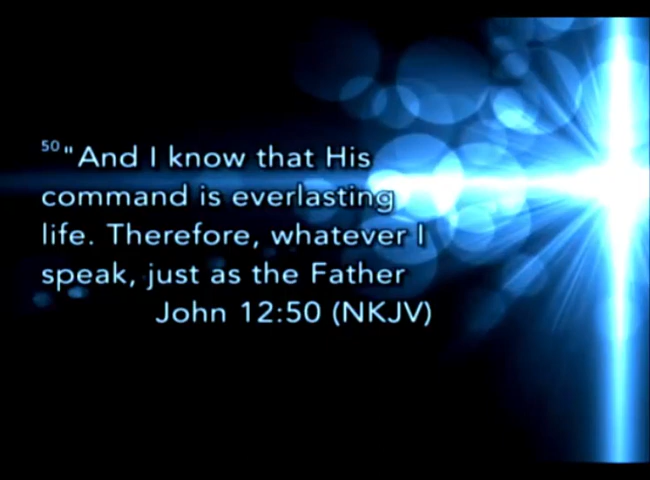 50 "And I know that His
command is everlasting
life. Therefore, whatever I
speak, just as the Father
John 12:50 (NKJV)